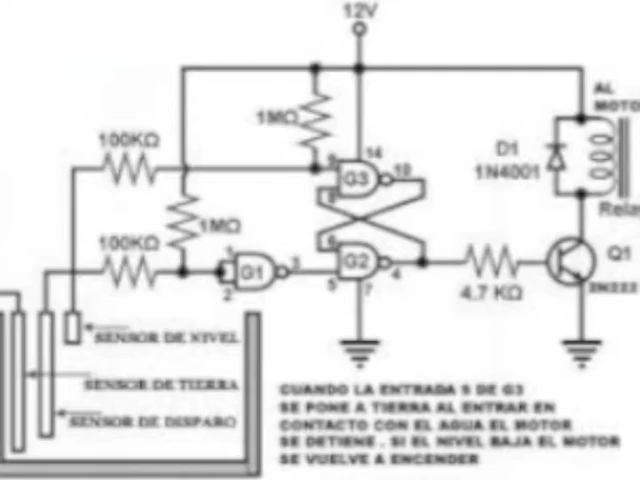 12V
AL
MOTO
1MΩ
100KΩ
9
14
10
D1
1N4001
G3
8
Rele
1MΩ
100KΩ
6
Q1
1
3
G1
G2
4
2
5
7
4.7 KΩ
2N222
SENSOR DE NIVEL
SENSOR DE TIERRA
SENSOR DE DISPARO
CUANDO LA ENTRADA 9 DE G3
SE PONE A TIERRA AL ENTRAR EN
CONTACTO CON EL AGUA EL MOTOR
SE DETIENE . SI EL NIVEL BAJA EL MOTOR
SE VUELVE A ENCENDER